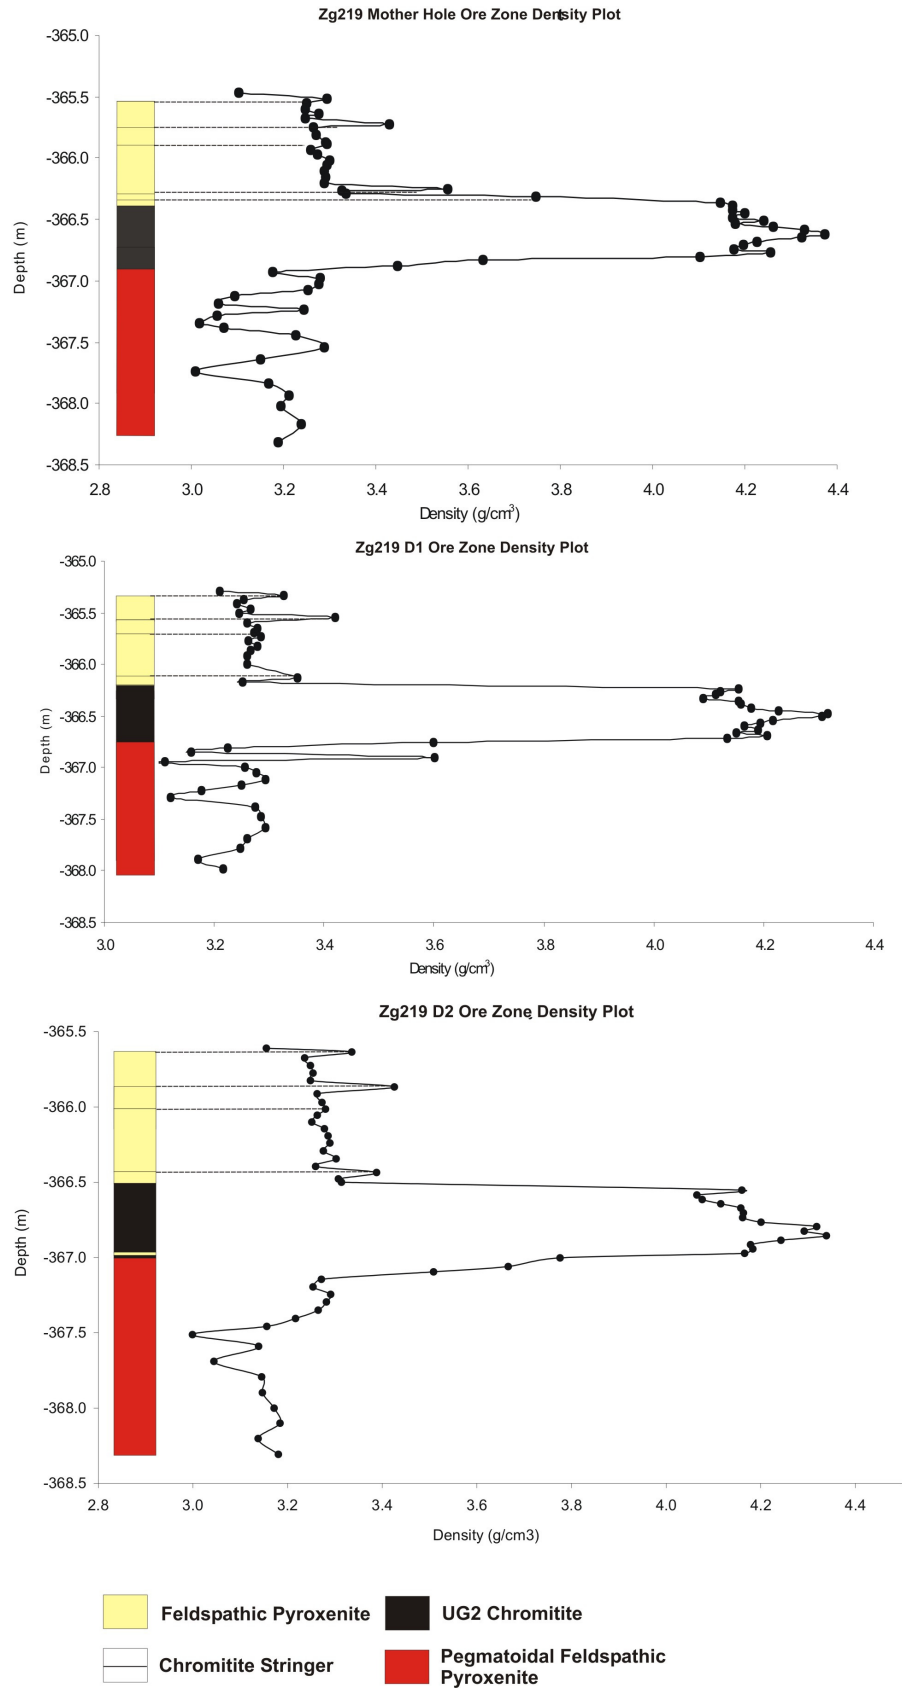 Zg219 Mother Hole Ore Zone Density Plot
-365.0
-365.5
-366.0
-366.5
-367.0
-367.5
-368.0
-368.5
Depth (m)
2.8 3.0 3.2 3.4 3.6 3.8 4.0 4.2 4.4
Density (g/cm³)
Zg219 D1 Ore Zone Density Plot
-365.0
-365.5
-366.0
-366.5
-367.0
-367.5
-368.0
-368.5
Depth (m)
3.0 3.2 3.4 3.6 3.8 4.0 4.2 4.4
Density (g/cm³)
Zg219 D2 Ore Zone Density Plot
-365.5
-366.0
-366.5
-367.0
-367.5
-368.0
-368.5
Depth (m)
2.8 3.0 3.2 3.4 3.6 3.8 4.0 4.2 4.4
Density (g/cm3)
Feldspathic Pyroxenite
UG2 Chromitite
Chromitite Stringer
Pegmatoidal Feldspathic
Pyroxenite